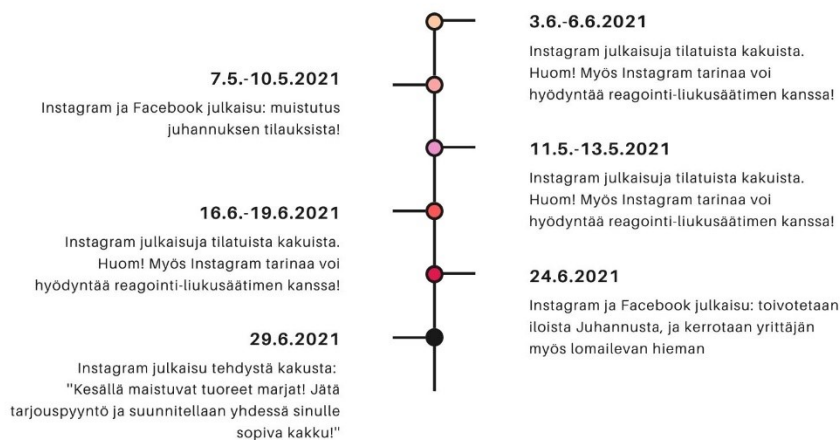 3.6.-6.6.2021
Instagram julkaisuja tilatuista kakuista.
Huom! Myös Instagram tarinaa voi
hyödyntää reagointi-liukusäätimen kanssa!
7.5.-10.5.2021
Instagram ja Facebook julkaisu: muistutus
juhannuksen tilauksista!
11.5.-13.5.2021
Instagram julkaisuja tilatuista kakuista.
Huom! Myös Instagram tarinaa voi
hyödyntää reagointi-liukusäätimen kanssa!
16.6.-19.6.2021
Instagram julkaisuja tilatuista kakuista.
Huom! Myös Instagram tarinaa voi
hyödyntää reagointi-liukusäätimen kanssa!
24.6.2021
Instagram ja Facebook julkaisu: toivotetaan
iloista Juhannusta, ja kerrotaan yrittäjän
myös lomailevan hieman
29.6.2021
Instagram julkaisu tehdystä kakusta:
"Kesällä maistuvat tuoreet marjat! Jätä
tarjouspyyntö ja suunnitellaan yhdessä sinulle
sopiva kakku!"